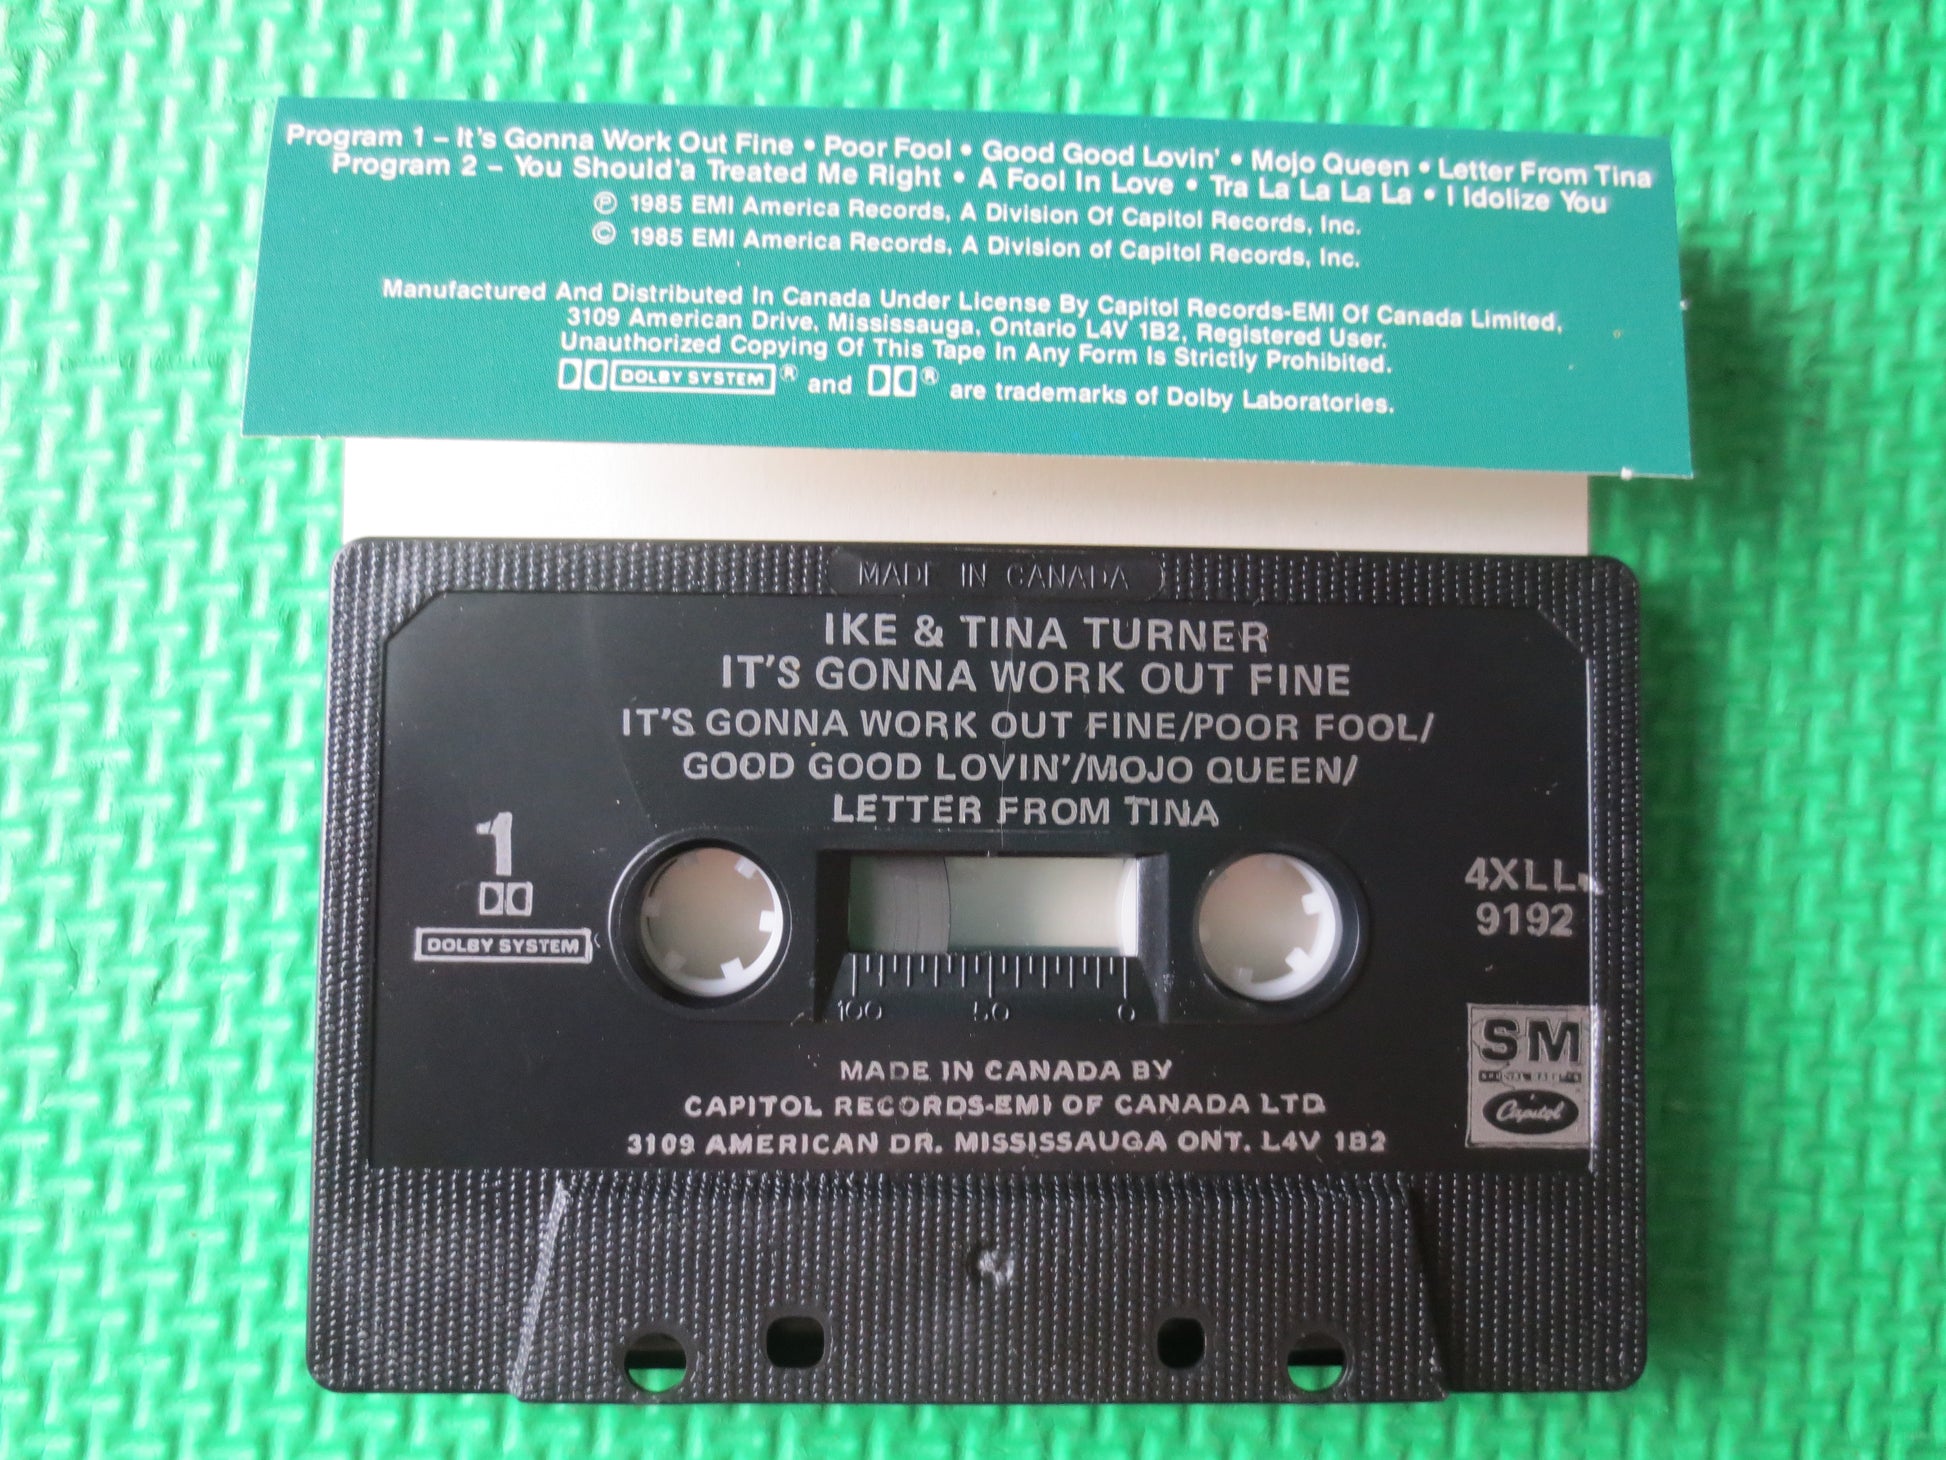 Program 1 – It's Gonna Work Out Fine • Poor Fool • Good Good Lovin' • Mojo Queen • Letter From Tina
Program 2 – You Should'a Treated Me Right • A Fool In Love • Tra La La La La • I Idolize You
℗ 1985 EMI America Records, A Division Of Capitol Records, Inc.
© 1985 EMI America Records, A Division of Capitol Records, Inc.
Manufactured And Distributed In Canada Under License By Capitol Records-EMI Of Canada Limited,
3109 American Drive, Mississauga, Ontario L4V 1B2, Registered User.
Unauthorized Copying Of This Tape In Any Form Is Strictly Prohibited.
DOLBY SYSTEM ® and ® are trademarks of Dolby Laboratories.
MADE IN CANADA
IKE & TINA TURNER
IT'S GONNA WORK OUT FINE
IT'S GONNA WORK OUT FINE/POOR FOOL/
GOOD GOOD LOVIN'/MOJO QUEEN/
LETTER FROM TINA
1
DOLBY SYSTEM
4XLL
9192
100 50 0
SM
Capitol
MADE IN CANADA BY
CAPITOL RECORDS-EMI OF CANADA LTD
3109 AMERICAN DR. MISSISSAUGA ONT. L4V 1B2